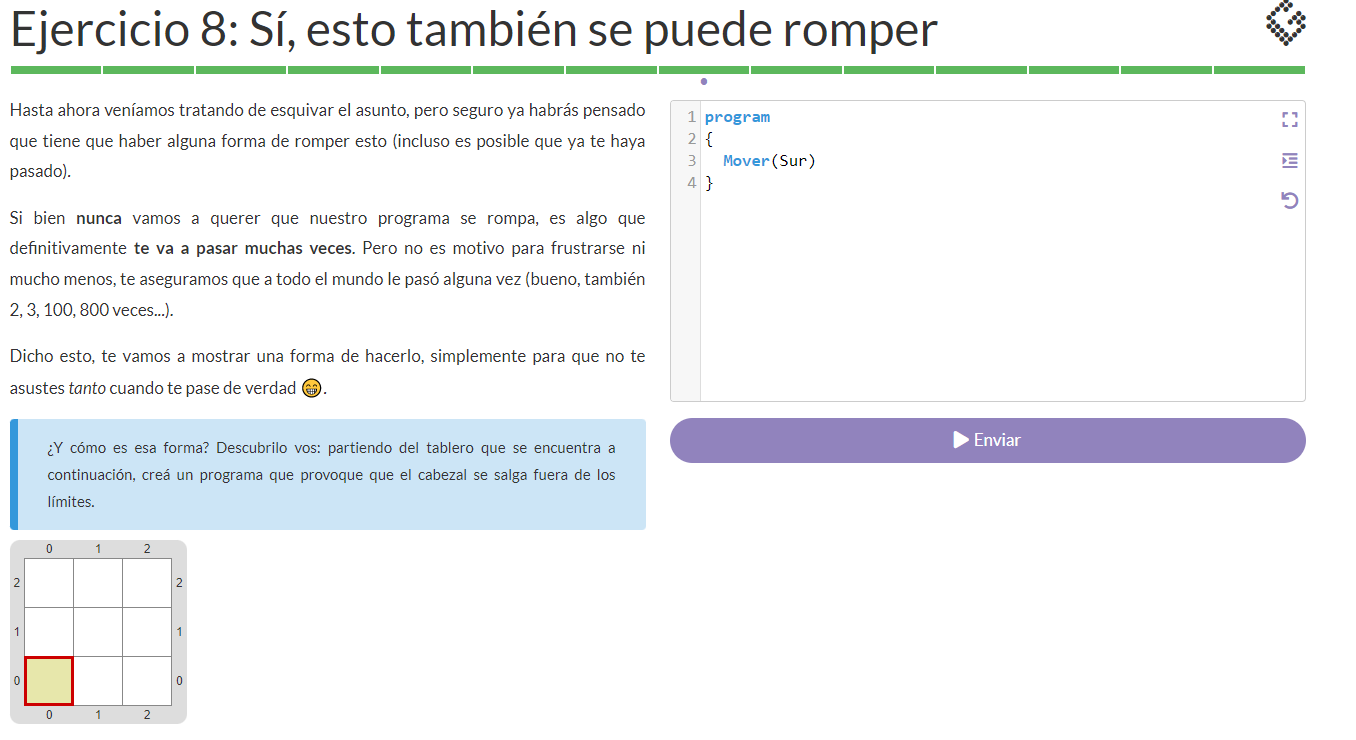 Ejercicio 8: Sí, esto también se puede romper
Hasta ahora veníamos tratando de esquivar el asunto, pero seguro ya habrás pensado
que tiene que haber alguna forma de romper esto (incluso es posible que ya te haya
pasado).
Si bien nunca vamos a querer que nuestro programa se rompa, es algo que
definitivamente te va a pasar muchas veces. Pero no es motivo para frustrarse ni
mucho menos, te aseguramos que a todo el mundo le pasó alguna vez (bueno, también
2, 3, 100, 800 veces...).
Dicho esto, te vamos a mostrar una forma de hacerlo, simplemente para que no te
asustes tanto cuando te pase de verdad 😁.
¿Y cómo es esa forma? Descubrilo vos: partiendo del tablero que se encuentra a
continuación, creá un programa que provoque que el cabezal se salga fuera de los
límites.
0 1 2
2 2
1 1
0 0
0 1 2
1 program
2 {
3 Mover(Sur)
4 }
Enviar